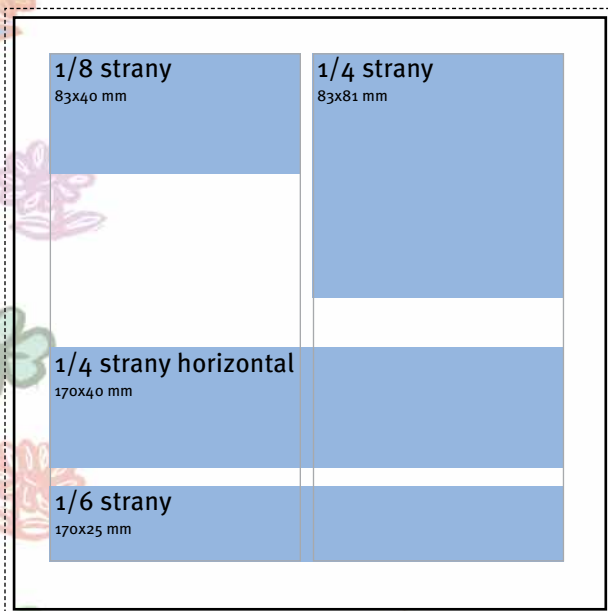 1/8 strany
83x40 mm
1/4 strany
83x81 mm
1/4 strany horizontal
170x40 mm
1/6 strany
170x25 mm